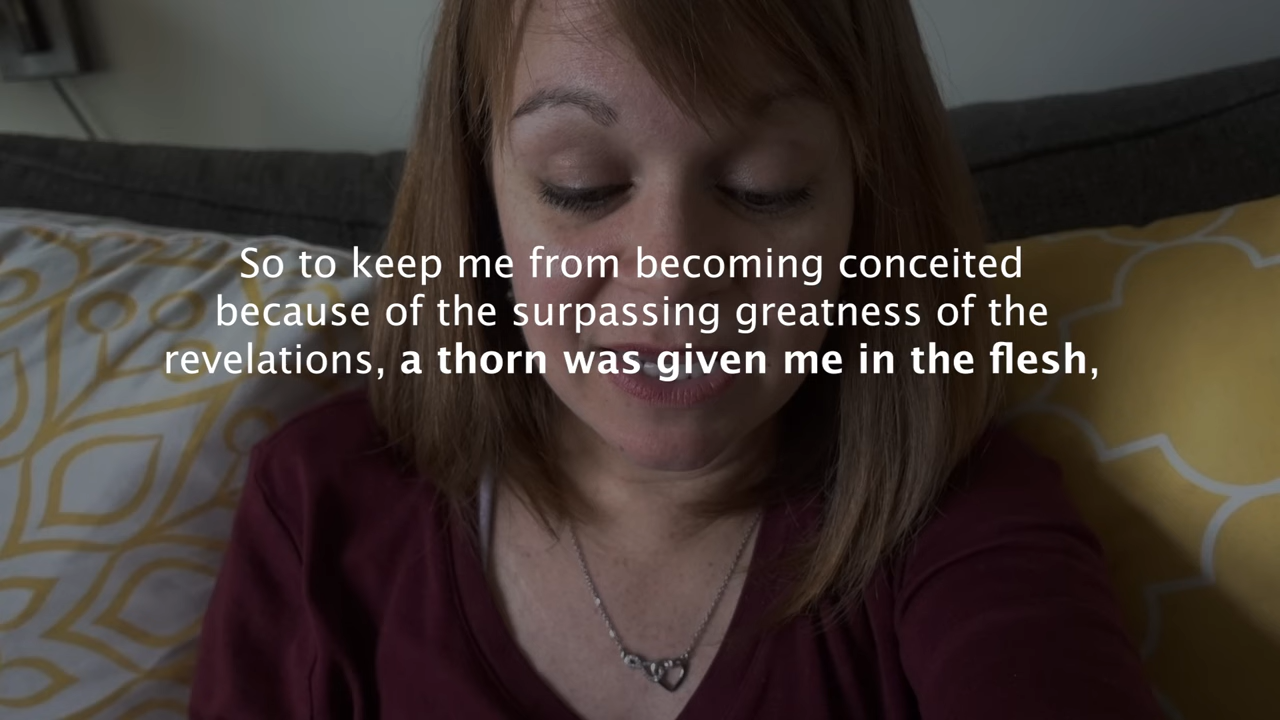 So to keep me from becoming conceited
because of the surpassing greatness of the
revelations, a thorn was given me in the flesh,